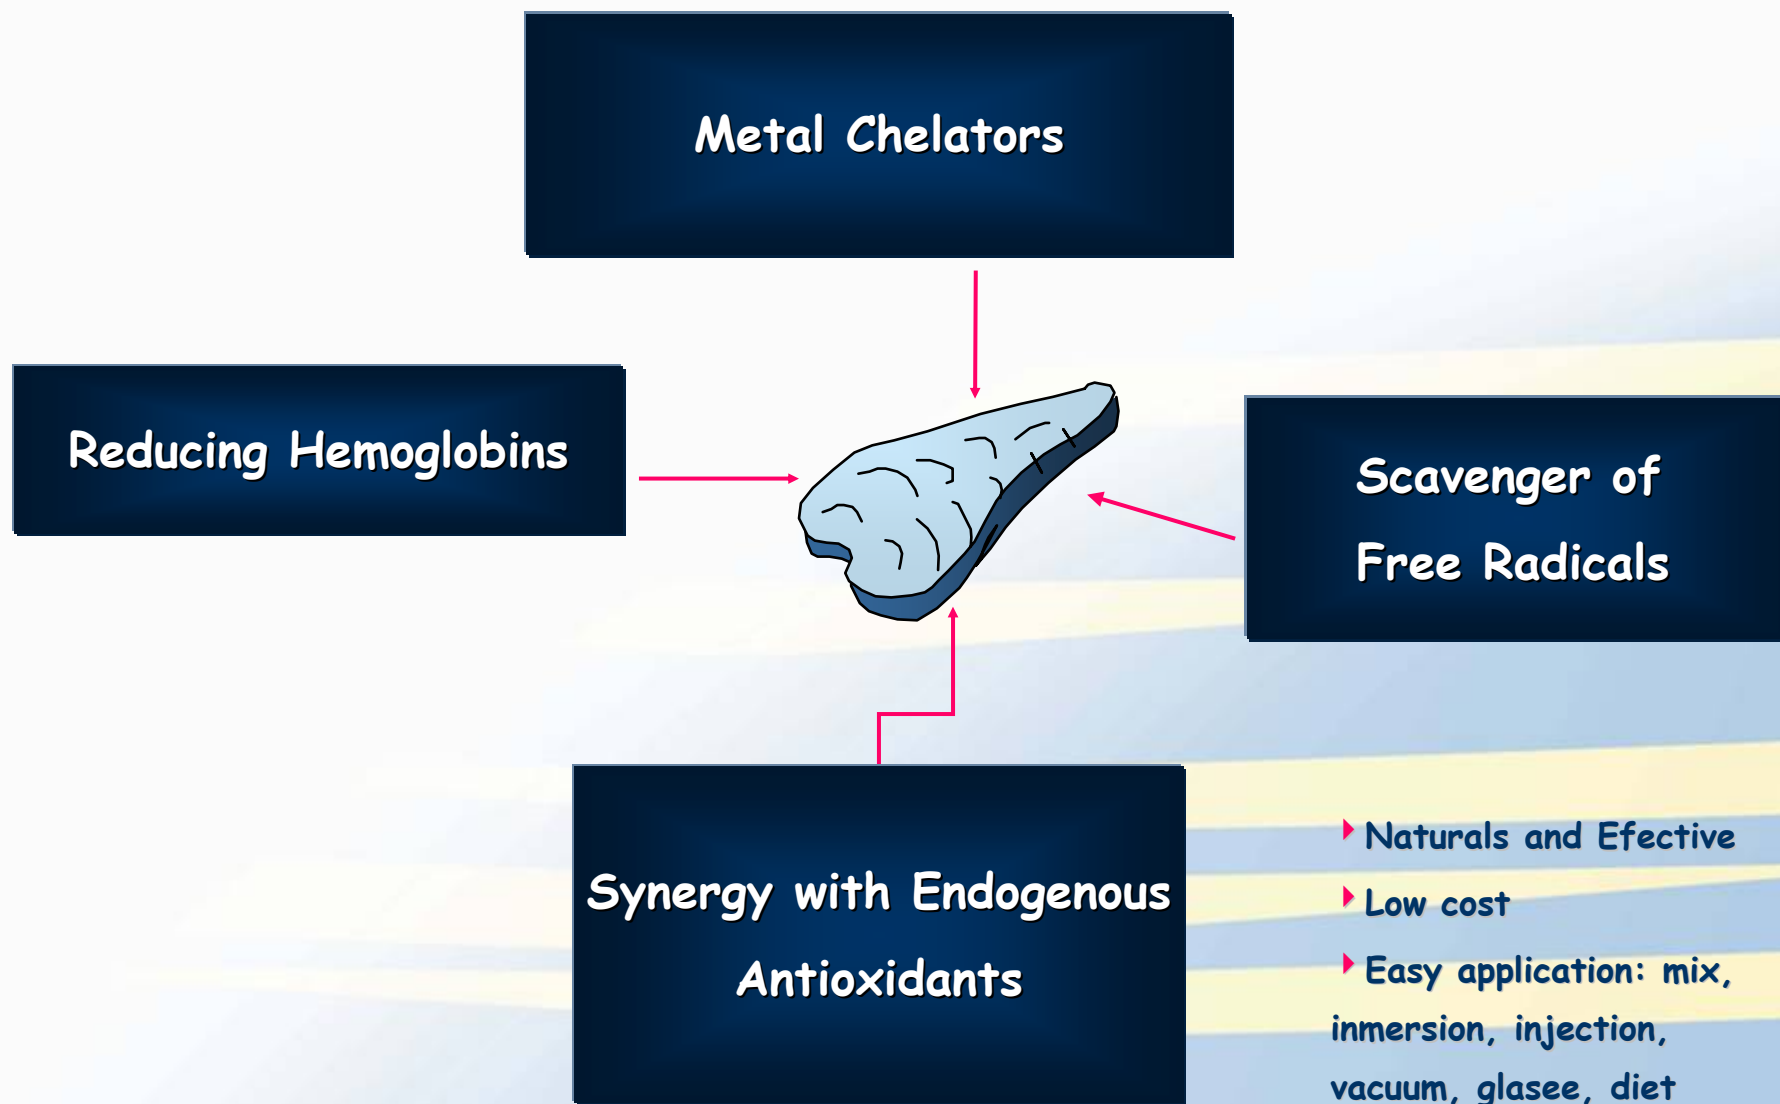 Metal Chelators
Reducing Hemoglobins
Scavenger of
Free Radicals
Synergy with Endogenous
Antioxidants
Naturals and Efective
Low cost
Easy application: mix,
inmersion, injection,
vacuum, glasee, diet